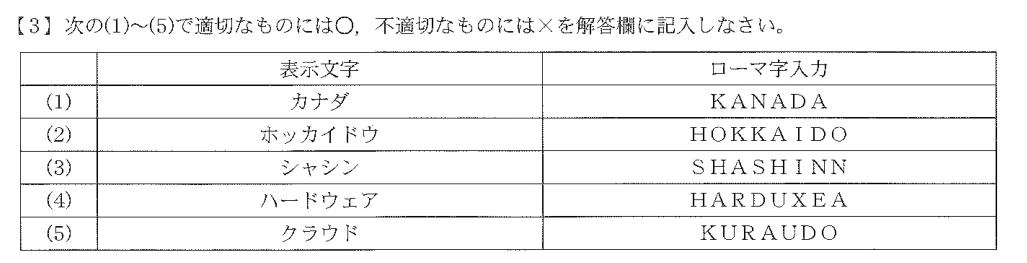 【3】次の(1)～(5)で適切なものには○，不適切なものには×を解答欄に記入しなさい。
表示文字 ローマ字入力
(1) カナダ ＫＡＮＡＤＡ
(2) ホッカイドウ ＨＯＫＫＡＩＤＯ
(3) シャシン ＳＨＡＳＨＩＮＮ
(4) ハードウェア ＨＡＲＤＵＸＥＡ
(5) クラウド ＫＵＲＡＵＤＯ